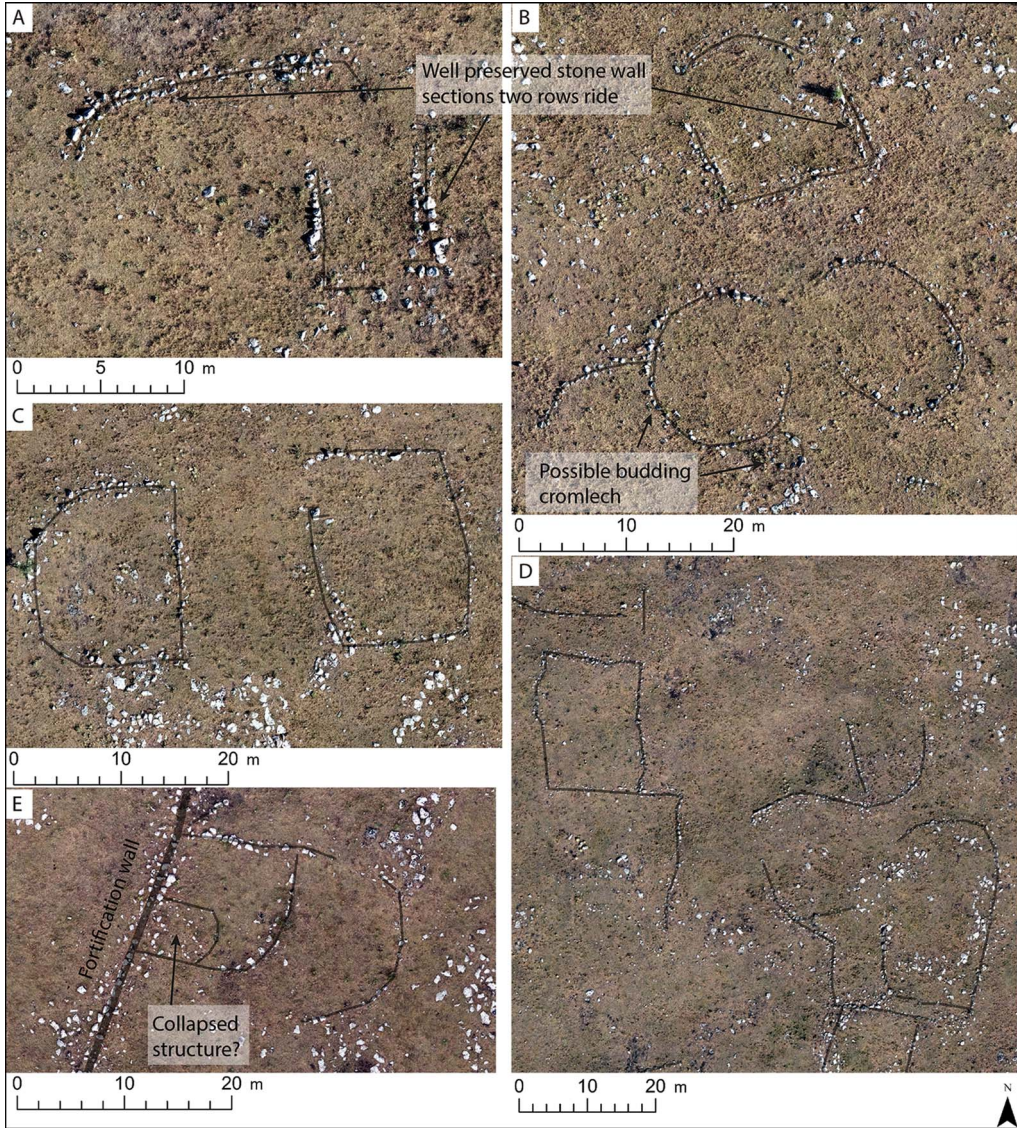 A
B
Well preserved stone wall
sections two rows ride
0 5 10 m
C
Possible budding
cromlech
0 10 20 m
D
0 10 20 m
E
Fortification wall
Collapsed
structure?
0 10 20 m
0 10 20 m
N